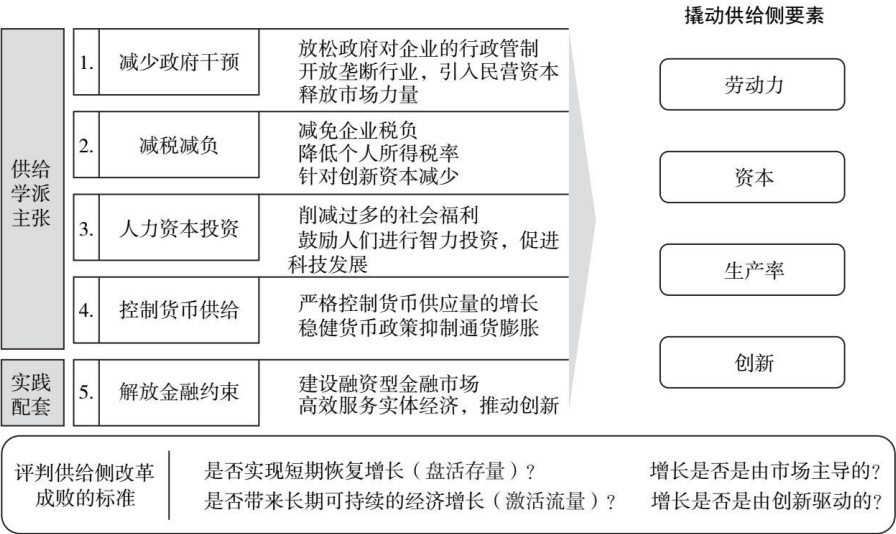 撬动供给侧要素
供给
学派
主张
1.
减少政府干预
放松政府对企业的行政管制
开放垄断行业，引入民营资本
释放市场力量
2.
减税减负
减免企业税负
降低个人所得税率
针对创新资本减少
3.
人力资本投资
削减过多的社会福利
鼓励人们进行智力投资，促进
科技发展
4.
控制货币供给
严格控制货币供应量的增长
稳健货币政策抑制通货膨胀
实践
配套
5.
解放金融约束
建设融资型金融市场
高效服务实体经济，推动创新
劳动力
资本
生产率
创新
评判供给侧改革
成败的标准
是否实现短期恢复增长（盘活存量）？
是否带来长期可持续的经济增长（激活流量）？
增长是否是由市场主导的？
增长是否是由创新驱动的？